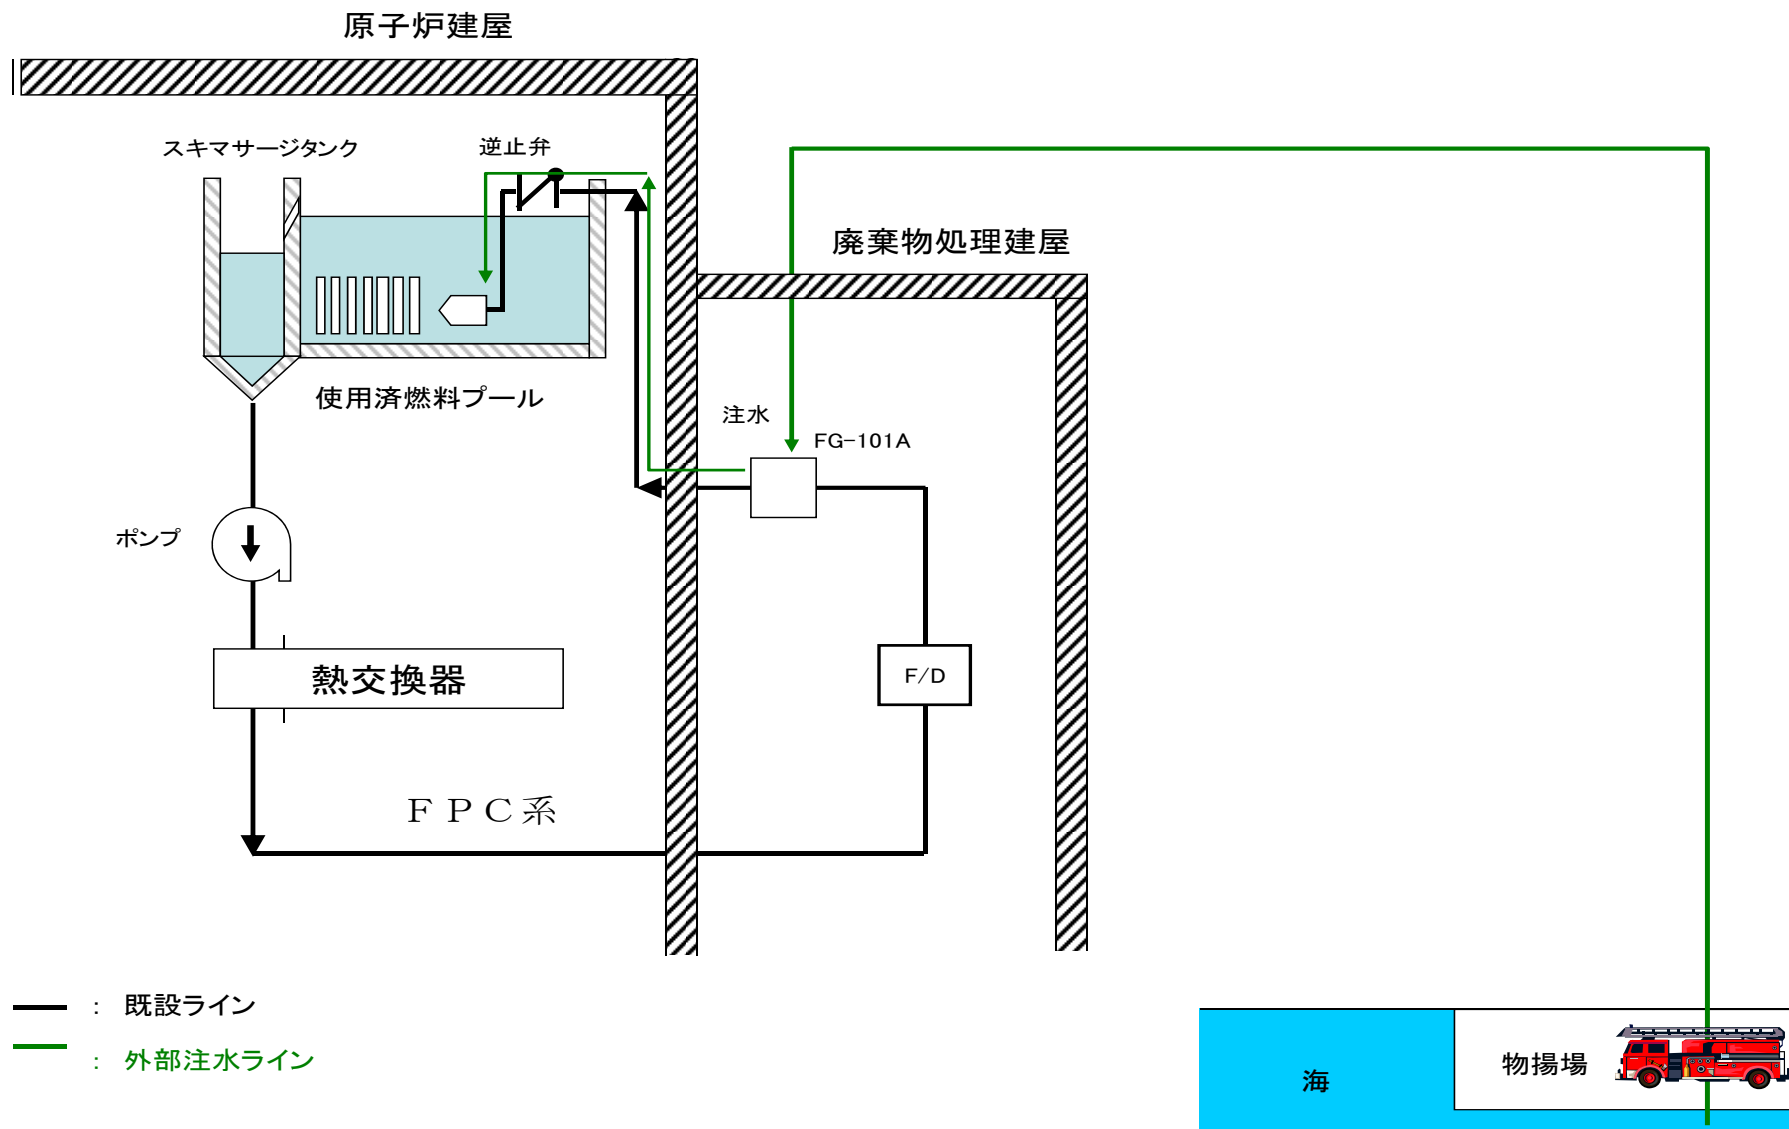 原子炉建屋
スキマサージタンク
逆止弁
廃棄物処理建屋
使用済燃料プール
注水
FG-101A
ポンプ
熱交換器
F/D
ＦＰＣ系
： 既設ライン
： 外部注水ライン
物揚場
海